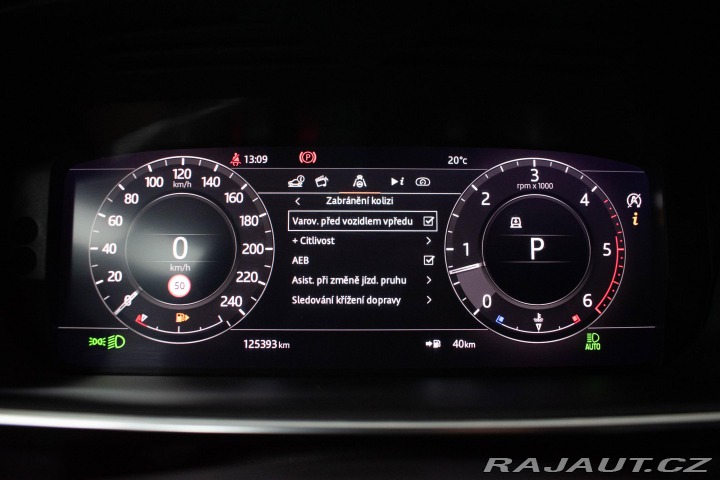 13:09
P
20°c
0 20 40 60 80 100 120 140 160 180 200 220 240
km/h
0
km/h
50
Zabránění kolizí
Varov. před vozidlem vpředu
+ Citlivost
AEB
Asist. při změně jízd. pruhu
Sledování křížení dopravy
0 1 2 3 4 5 6
rpm x 1000
P
i
i
125393 km
40km
AUTO
RAJAUT.CZ